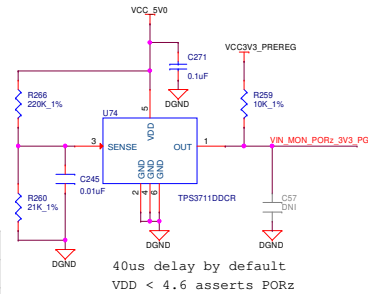 VCC_5V0
C271
0.1uF
DGND
VCC3V3_PREREG
R266
220K_1%
R259
10K_1%
U74
5
VDD
3
SENSE
OUT
1
VIN_MON_PORz_3V3_PG
GND
GND
GND
2
4
6
TPS3711DDCR
C245
0.01uF
R260
21K_1%
C57
DNI
DGND
DGND
DGND
40us delay by default
VDD < 4.6 asserts PORz